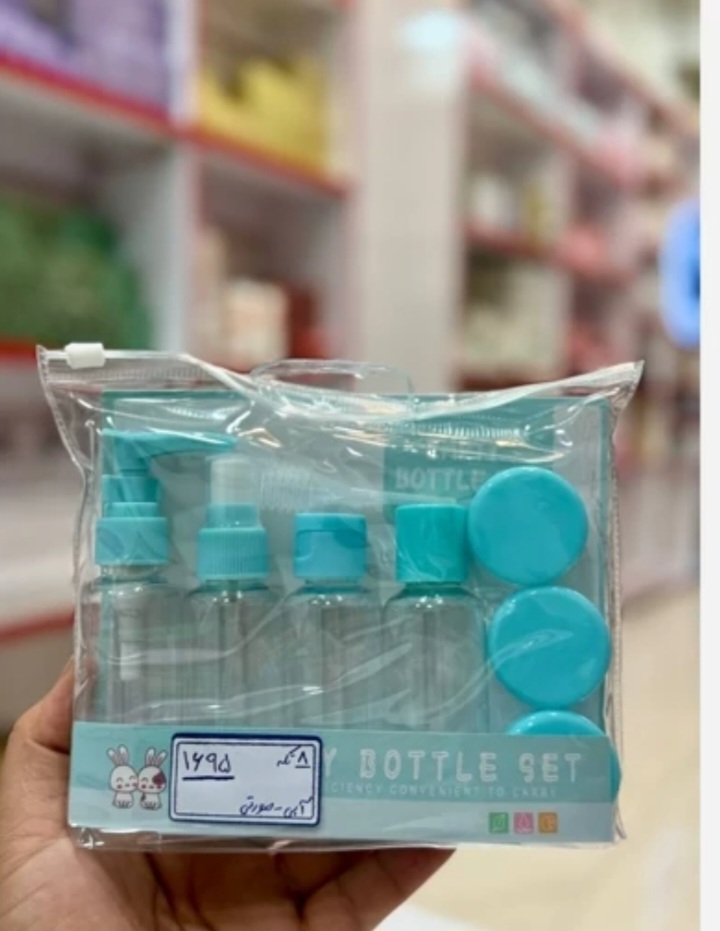 BOTTLE
Y BOTTLE SET
CIENCY CONVENIENT TO CARRY
۱۶۹۵
۸ تکه
آبی-صورتی